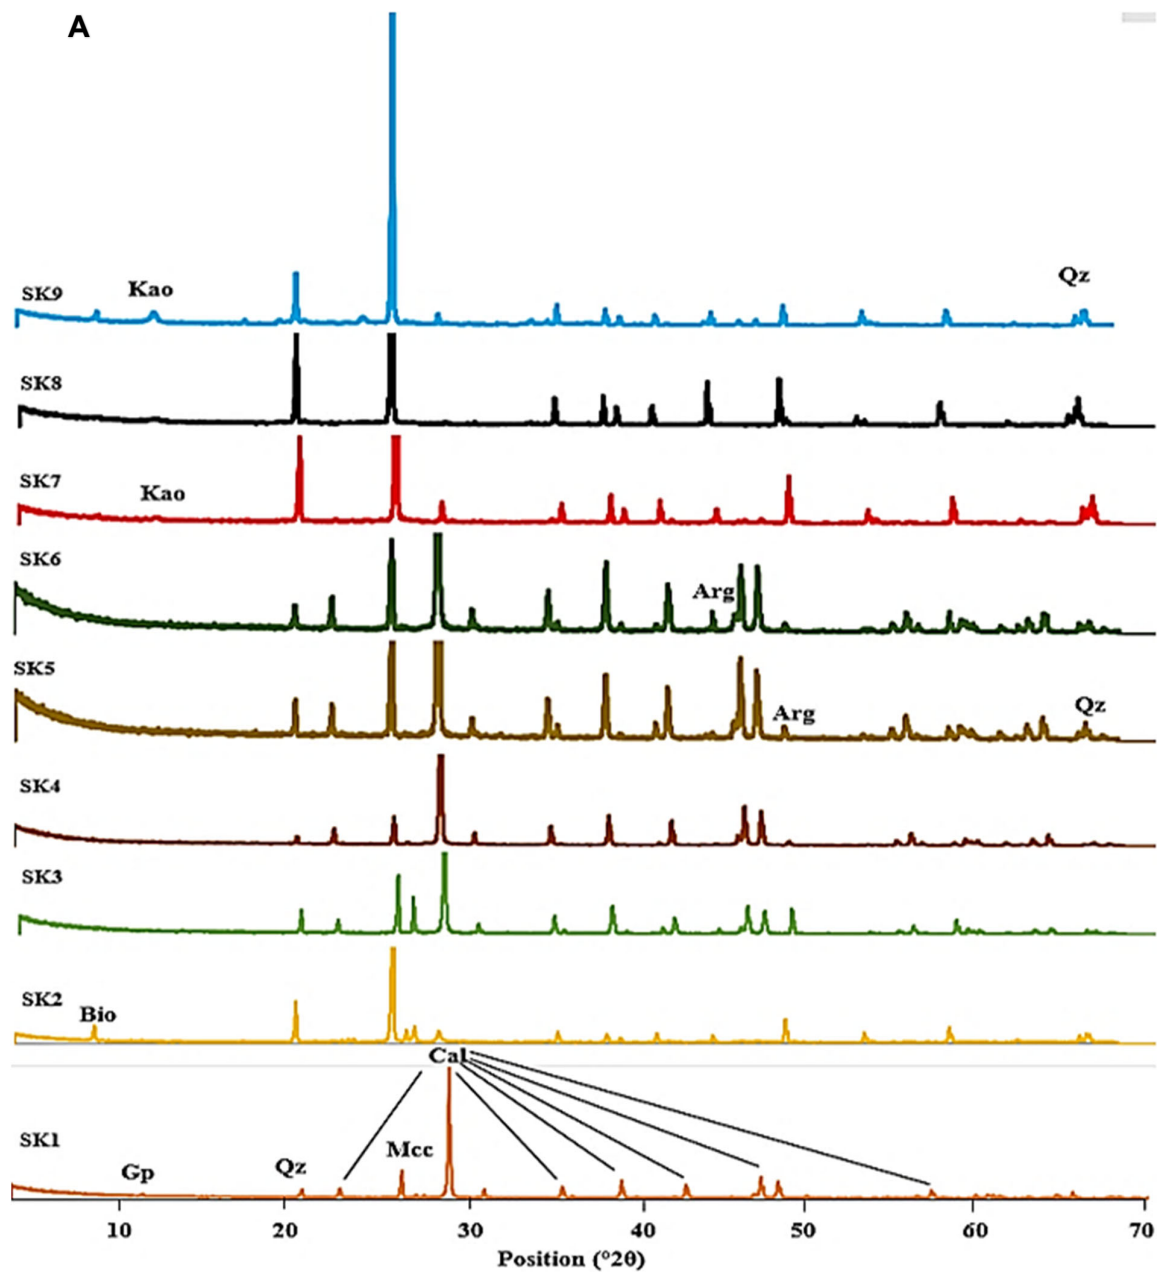 A
SK9
Kao
Qz
SK8
SK7
Kao
SK6
Arg
SK5
Arg
Qz
SK4
SK3
SK2
Bio
Cal
SK1
Gp
Qz
Mcc
10 20 30 40 50 60 70
Position (°2θ)